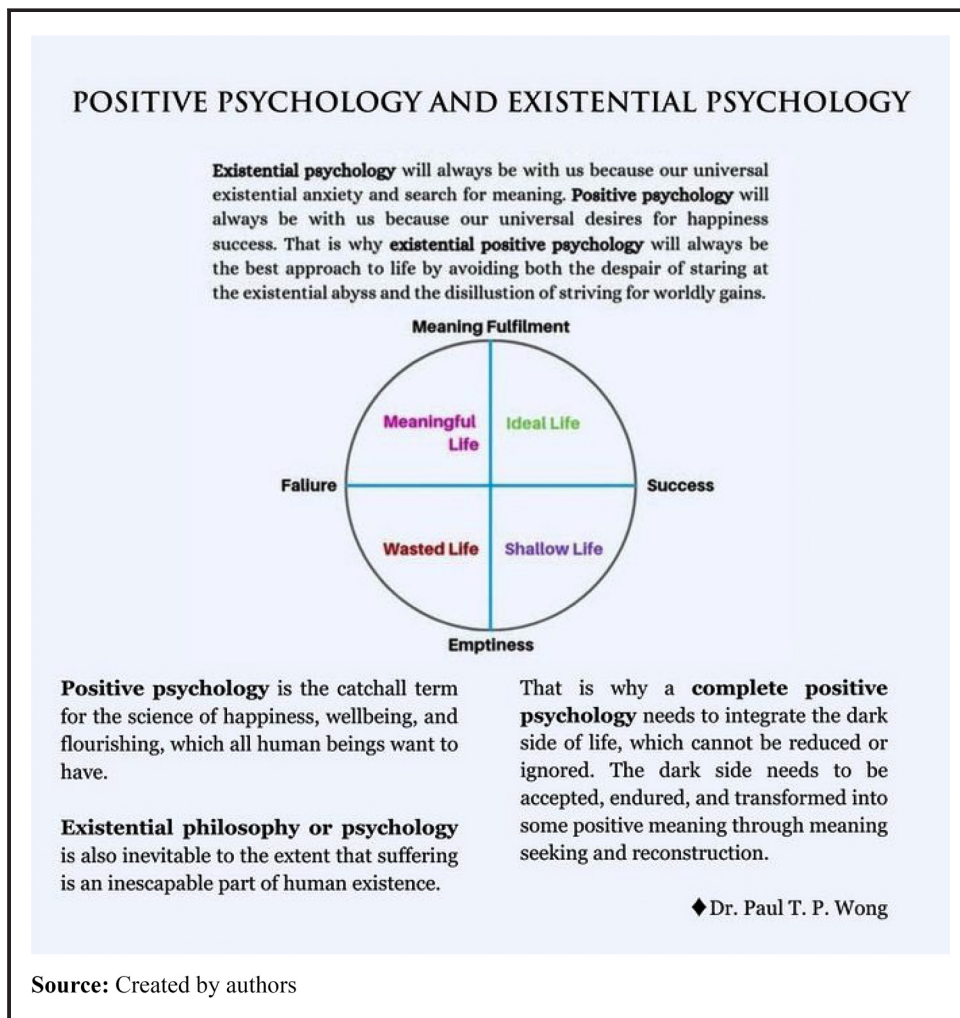 POSITIVE PSYCHOLOGY AND EXISTENTIAL PSYCHOLOGY
Existential psychology will always be with us because our universal
existential anxiety and search for meaning. Positive psychology will
always be with us because our universal desires for happiness
success. That is why existential positive psychology will always be
the best approach to life by avoiding both the despair of staring at
the existential abyss and the disillustion of striving for worldly gains.
Meaning Fulfilment
Meaningful
Life
Ideal Life
Failure
Success
Wasted Life
Shallow Life
Emptiness
Positive psychology is the catchall term
for the science of happiness, wellbeing, and
flourishing, which all human beings want to
have.
Existential philosophy or psychology
is also inevitable to the extent that suffering
is an inescapable part of human existence.
That is why a complete positive
psychology needs to integrate the dark
side of life, which cannot be reduced or
ignored. The dark side needs to be
accepted, endured, and transformed into
some positive meaning through meaning
seeking and reconstruction.
♦ Dr. Paul T. P. Wong
Source: Created by authors